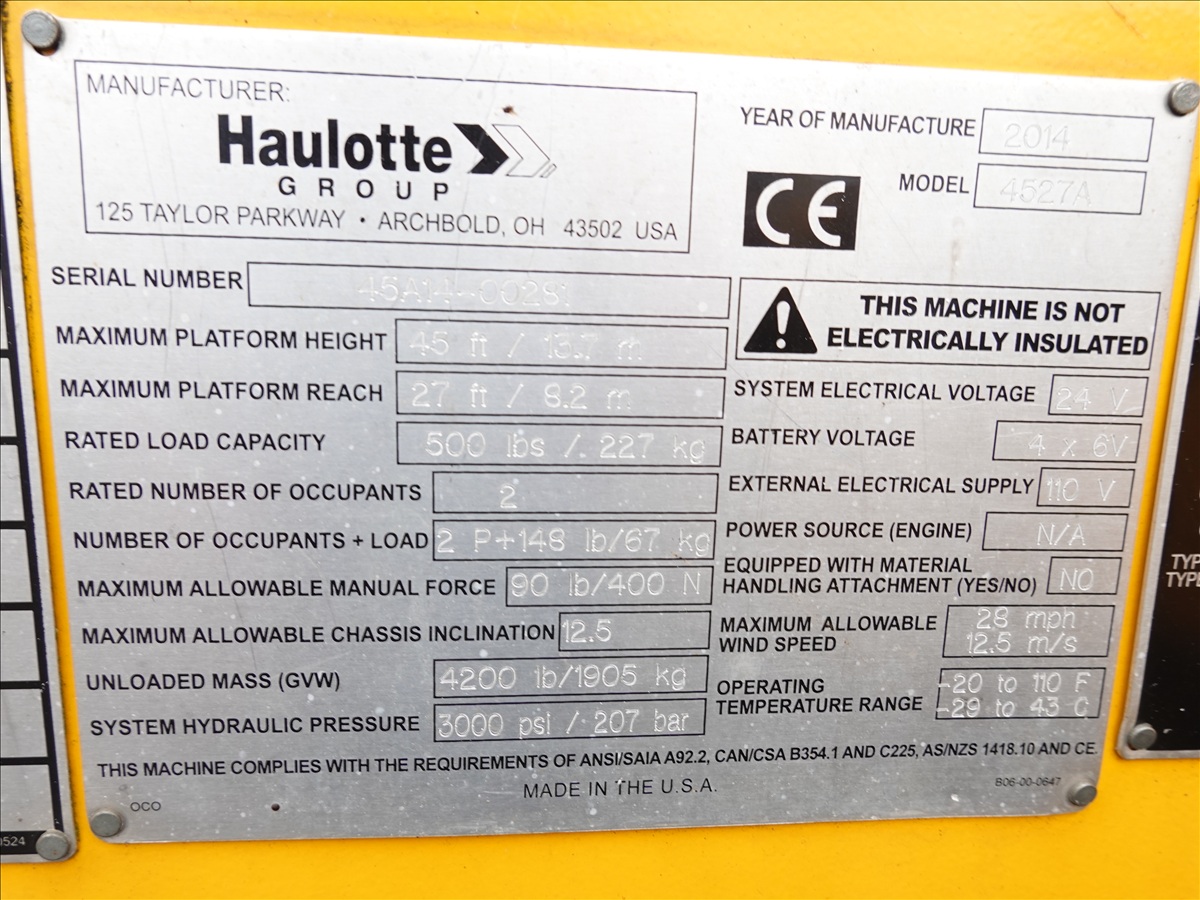 MANUFACTURER:
Haulotte
GROUP
125 TAYLOR PARKWAY • ARCHBOLD, OH 43502 USA
YEAR OF MANUFACTURE 2014
MODEL 4527A
CE
SERIAL NUMBER 45A14-00281
THIS MACHINE IS NOT
ELECTRICALLY INSULATED
MAXIMUM PLATFORM HEIGHT 45 ft / 13.7 m
MAXIMUM PLATFORM REACH 27 ft / 8.2 m
RATED LOAD CAPACITY 500 lbs / 227 kg
RATED NUMBER OF OCCUPANTS 2
NUMBER OF OCCUPANTS + LOAD 2 P+148 lb/67 kg
MAXIMUM ALLOWABLE MANUAL FORCE 90 lb/400 N
MAXIMUM ALLOWABLE CHASSIS INCLINATION 12.5
UNLOADED MASS (GVW) 4200 lb/1905 kg
SYSTEM HYDRAULIC PRESSURE 3000 psi / 207 bar
SYSTEM ELECTRICAL VOLTAGE 24 V
BATTERY VOLTAGE 4 x 6V
EXTERNAL ELECTRICAL SUPPLY 110 V
POWER SOURCE (ENGINE) N/A
EQUIPPED WITH MATERIAL
HANDLING ATTACHMENT (YES/NO) NO
MAXIMUM ALLOWABLE 28 mph
WIND SPEED 12.5 m/s
OPERATING -20 to 110 F
TEMPERATURE RANGE -29 to 43 C
THIS MACHINE COMPLIES WITH THE REQUIREMENTS OF ANSI/SAIA A92.2, CAN/CSA B354.1 AND C225, AS/NZS 1418.10 AND CE.
MADE IN THE U.S.A.
B06-00-0647
OCO